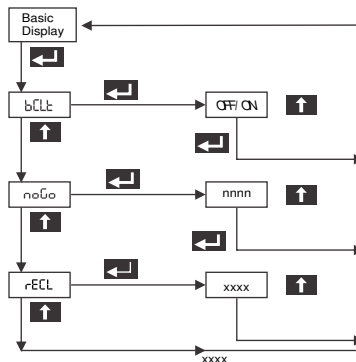 Basic
Display
bCLt
OFF/ ON
noGo
nnnn
rECL
xxxx
xxxx